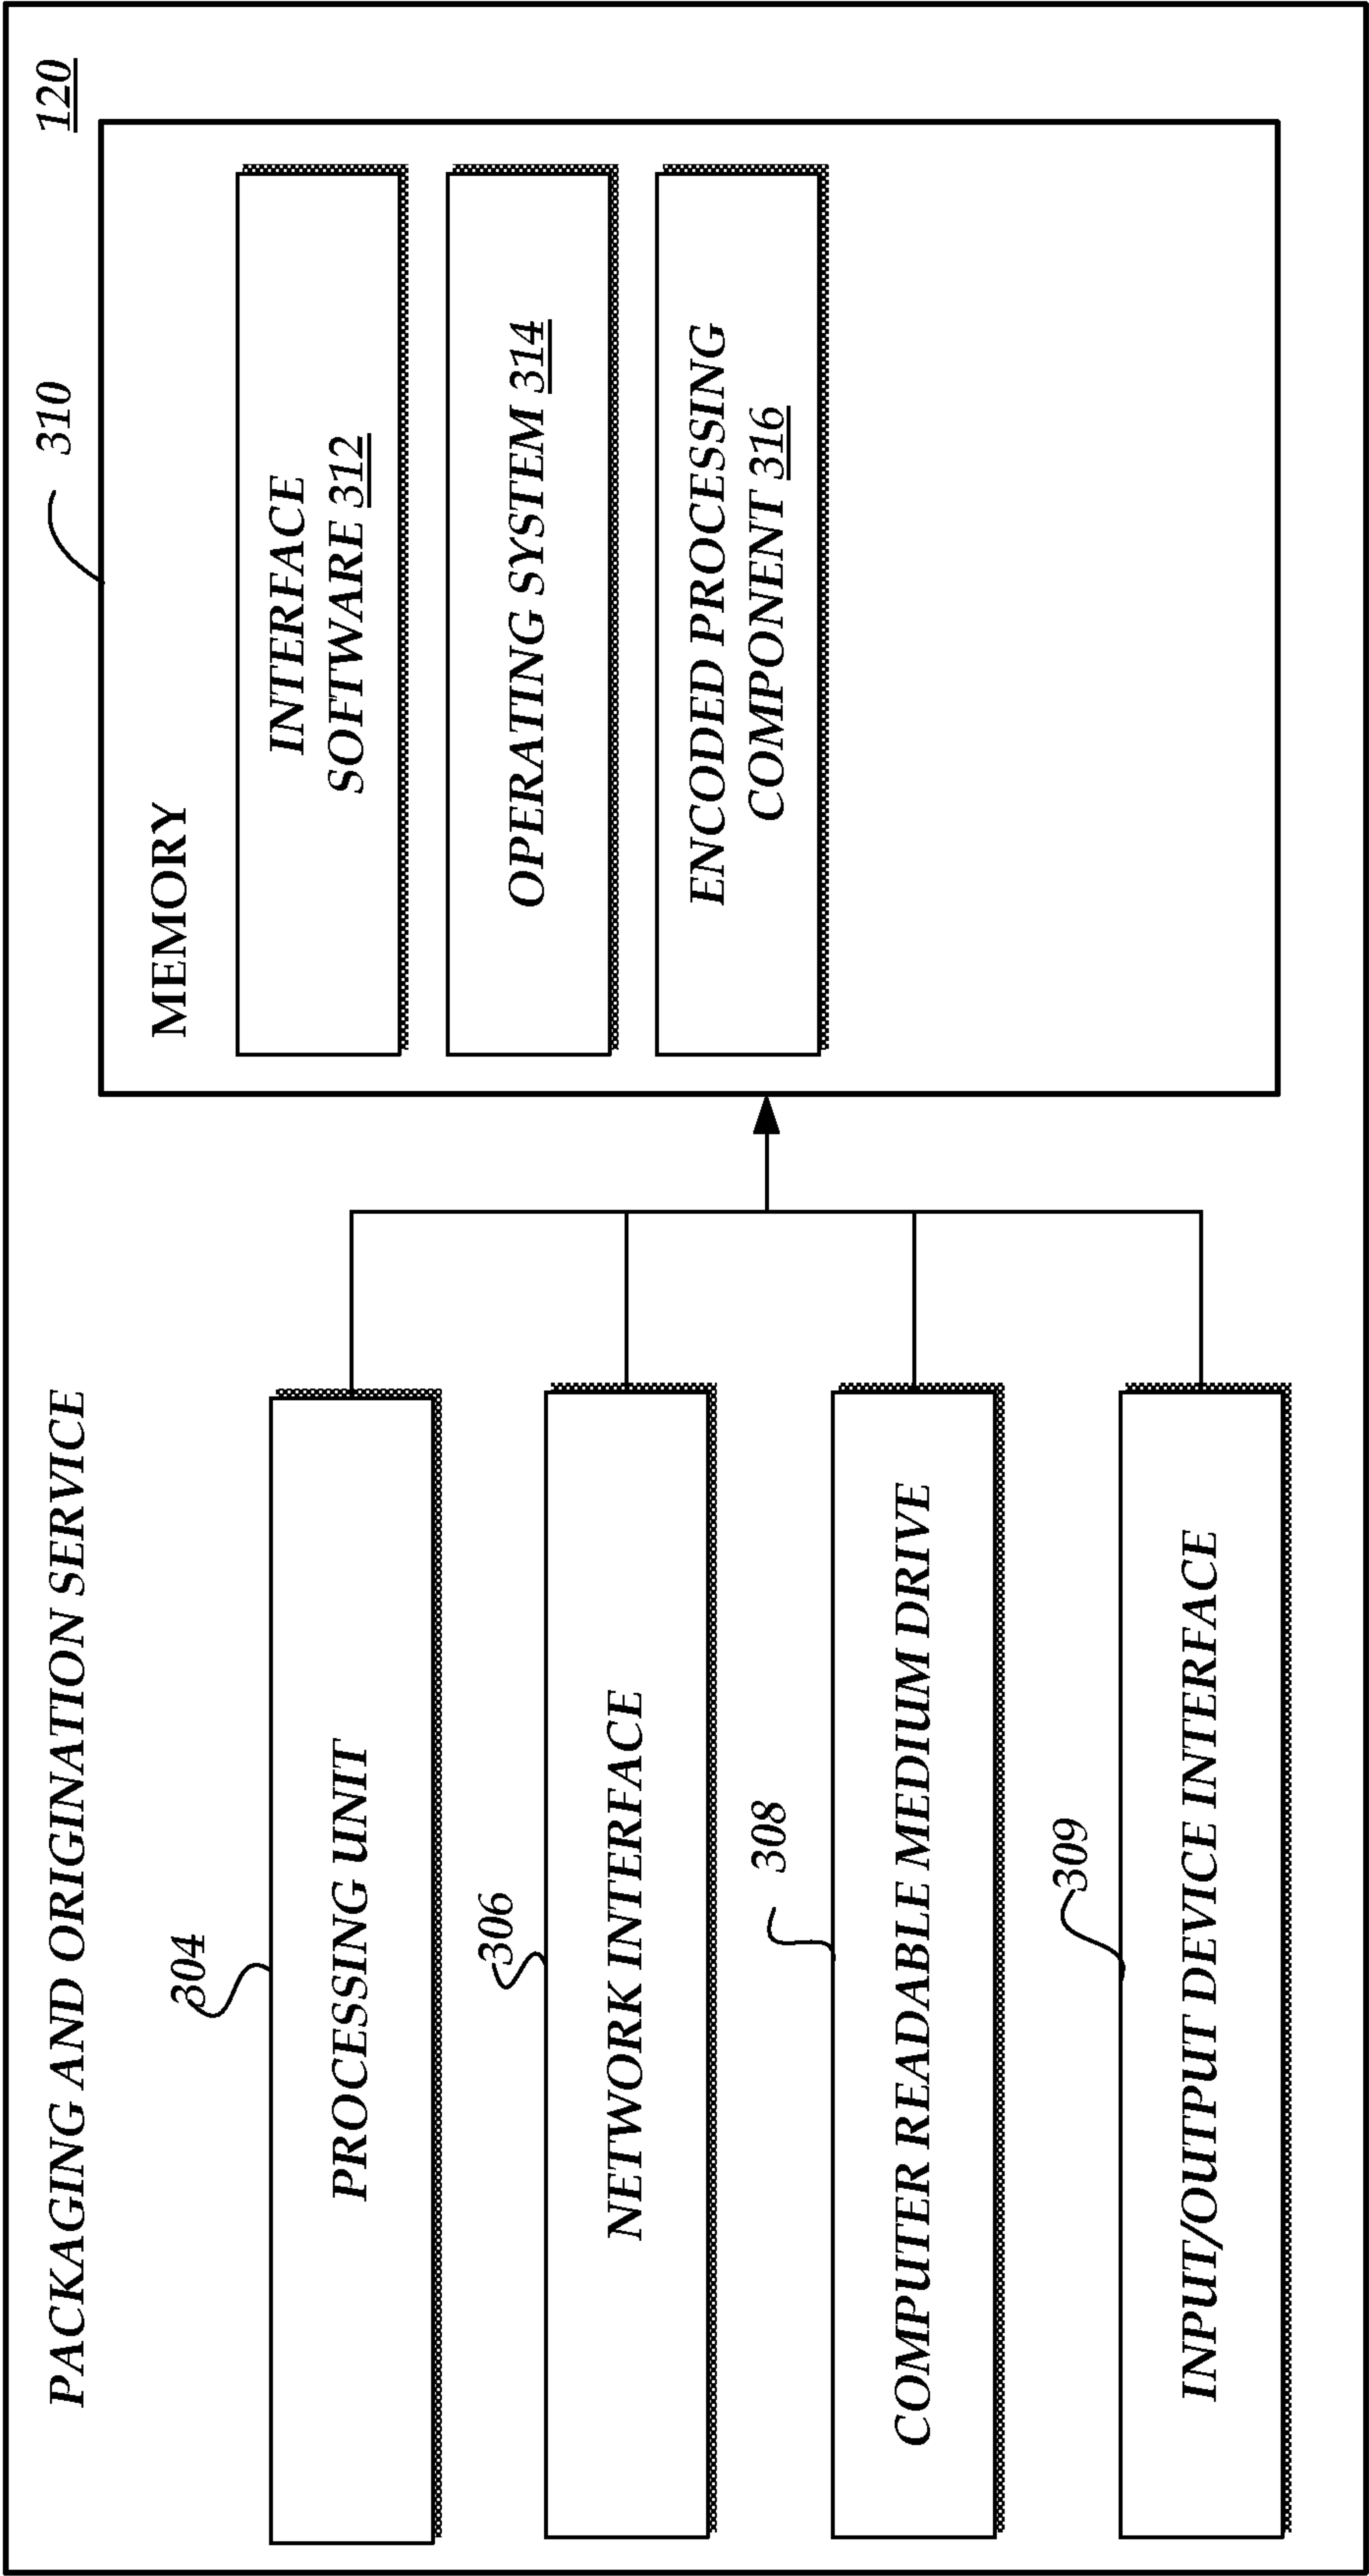 PACKAGING AND ORIGINATION SERVICE
120
304
PROCESSING UNIT
306
NETWORK INTERFACE
308
COMPUTER READABLE MEDIUM DRIVE
309
INPUT/OUTPUT DEVICE INTERFACE
310
MEMORY
INTERFACE
SOFTWARE 312
OPERATING SYSTEM 314
ENCODED PROCESSING
COMPONENT 316